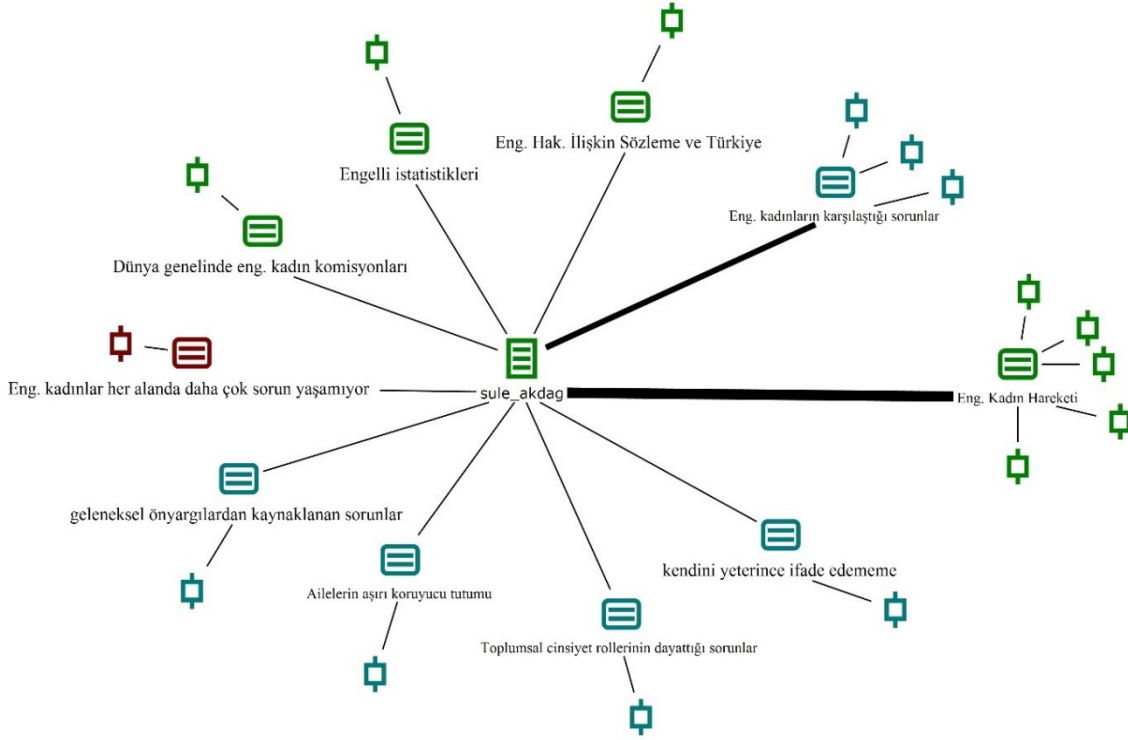 Eng. Hak. İlişkin Sözleme ve Türkiye
Engelli istatistikleri
Eng. kadınların karşılaştığı sorunlar
Dünya genelinde eng. kadın komisyonları
Eng. kadınlar her alanda daha çok sorun yaşamıyor
sule_akdag
Eng. Kadın Hareketi
geleneksel önyargılardan kaynaklanan sorunlar
kendini yeterince ifade edememe
Ailelerin aşırı koruyucu tutumu
Toplumsal cinsiyet rollerinin dayattığı sorunlar